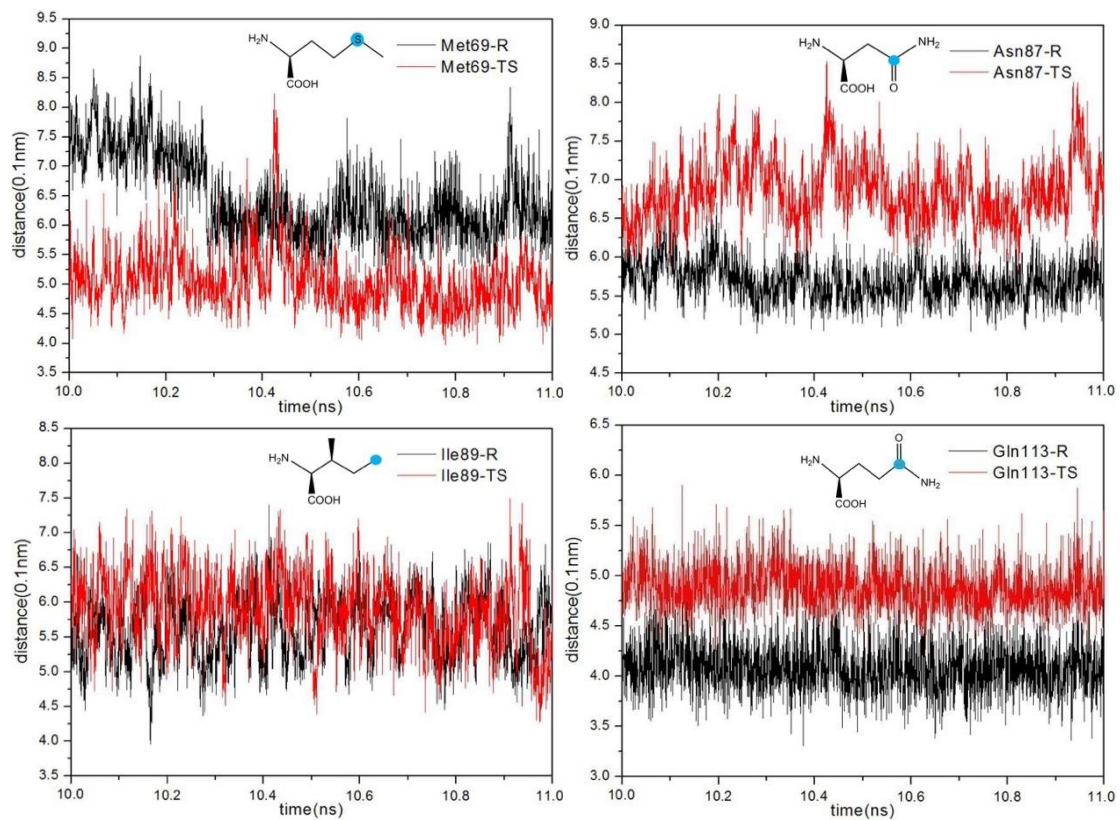 9.5
9.0
8.5
8.0
7.5
7.0
6.5
6.0
5.5
5.0
4.5
4.0
3.5
distance(0.1nm)
H₂N
S
COOH
Met69-R
Met69-TS
10.0 10.2 10.4 10.6 10.8 11.0
time(ns)
9.0
8.5
8.0
7.5
7.0
6.5
6.0
5.5
5.0
4.5
distance(0.1nm)
H₂N
NH₂
COOH
O
Asn87-R
Asn87-TS
10.0 10.2 10.4 10.6 10.8 11.0
time(ns)
8.5
8.0
7.5
7.0
6.5
6.0
5.5
5.0
4.5
4.0
3.5
distance(0.1nm)
H₂N
COOH
Ile89-R
Ile89-TS
10.0 10.2 10.4 10.6 10.8 11.0
time(ns)
6.5
6.0
5.5
5.0
4.5
4.0
3.5
3.0
distance(0.1nm)
O
H₂N
NH₂
COOH
Gln113-R
Gln113-TS
10.0 10.2 10.4 10.6 10.8 11.0
time(ns)